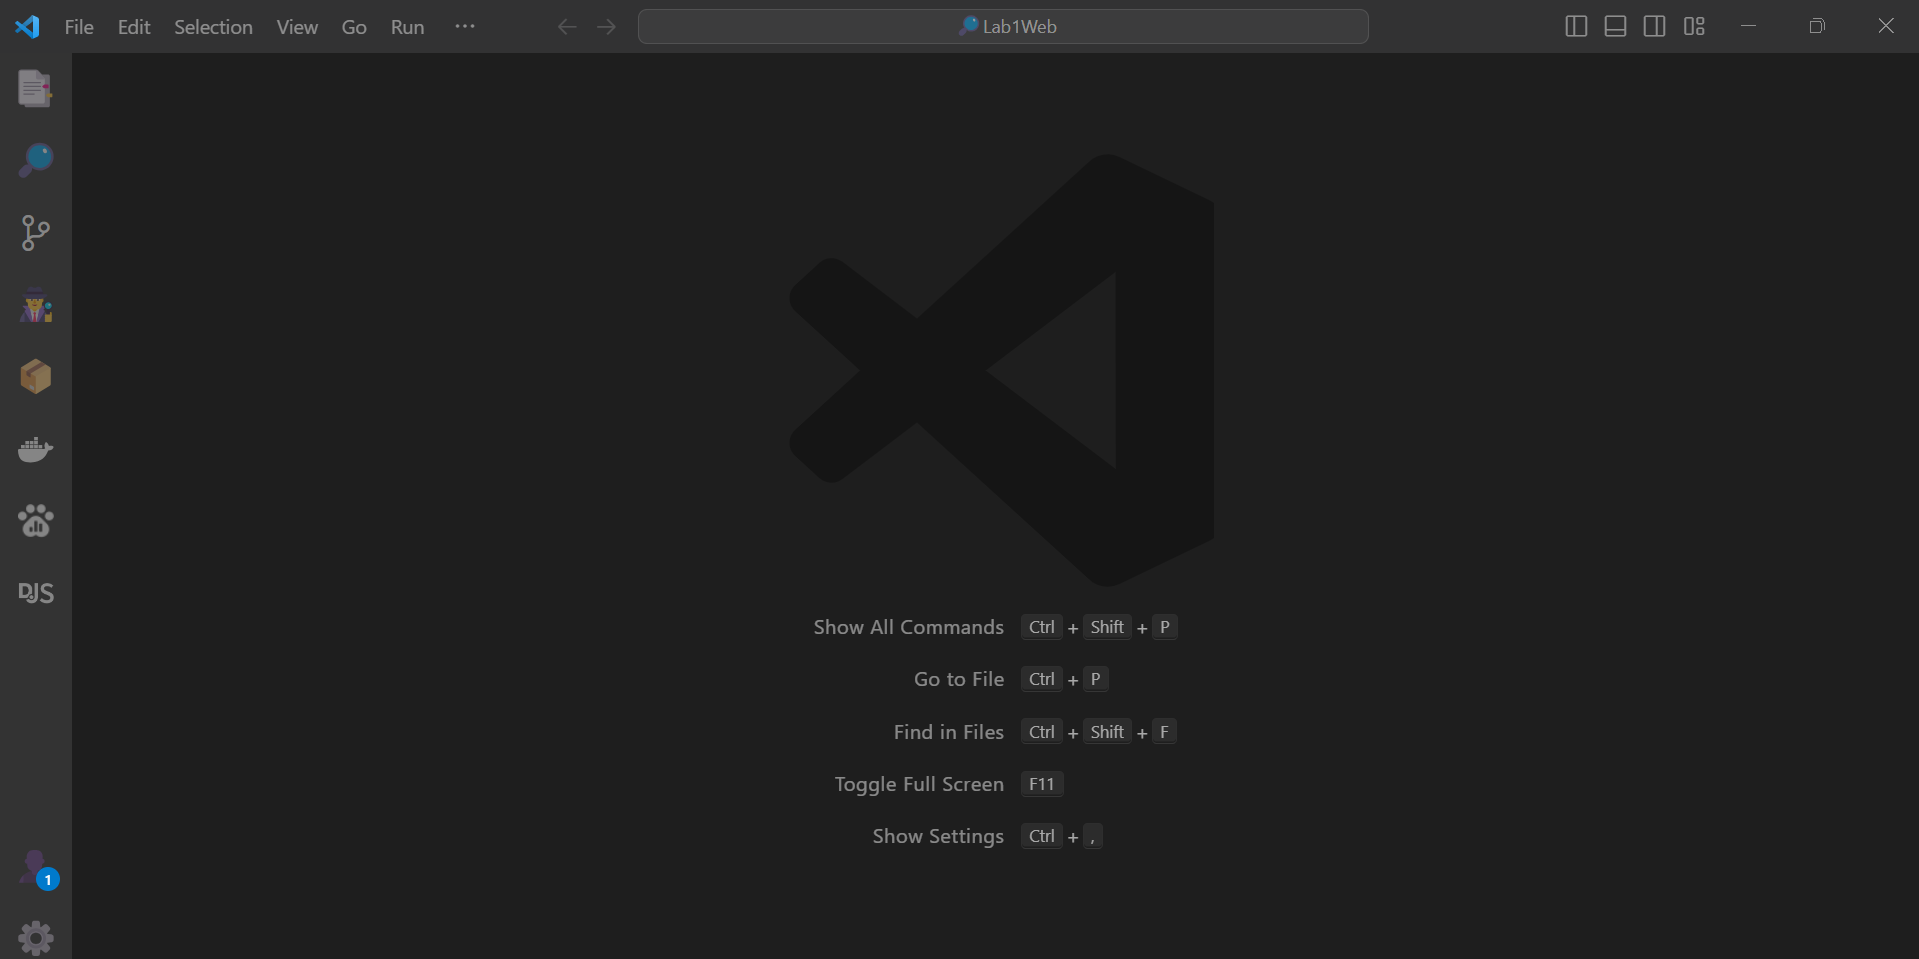 File Edit Selection View Go Run ···
Lab1Web
DJS
Show All Commands Ctrl + Shift + P
Go to File Ctrl + P
Find in Files Ctrl + Shift + F
Toggle Full Screen F11
Show Settings Ctrl + ,
1